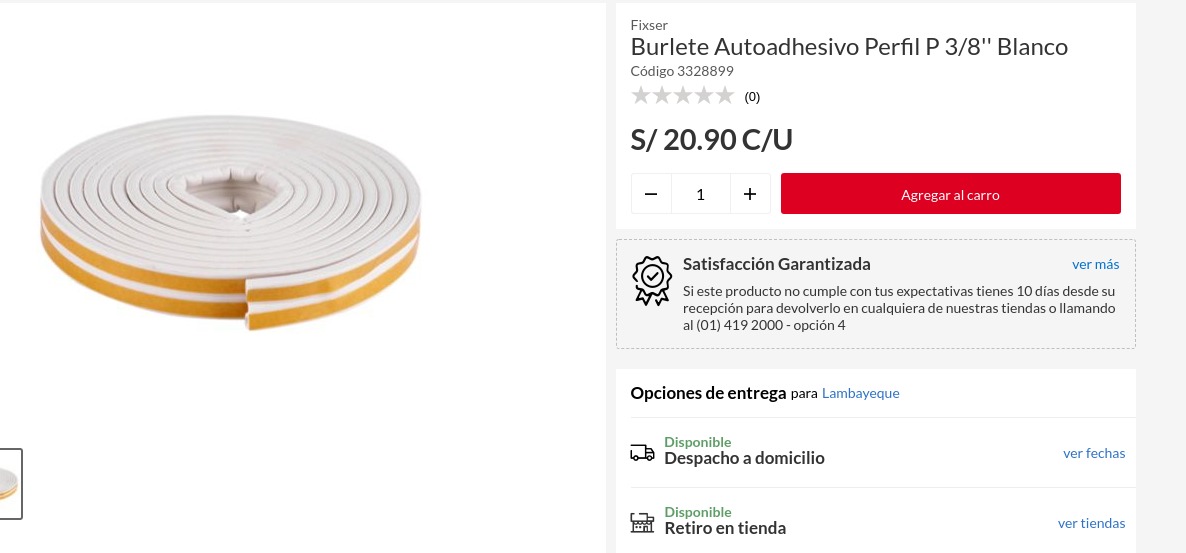 Fixser
Burlete Autoadhesivo Perfil P 3/8'' Blanco
Código 3328899
(0)
S/ 20.90 C/U
1
Agregar al carro
Satisfacción Garantizada
ver más
Si este producto no cumple con tus expectativas tienes 10 días desde su
recepción para devolverlo en cualquiera de nuestras tiendas o llamando
al (01) 419 2000 - opción 4
Opciones de entrega para Lambayeque
Disponible
Despacho a domicilio
ver fechas
Disponible
Retiro en tienda
ver tiendas